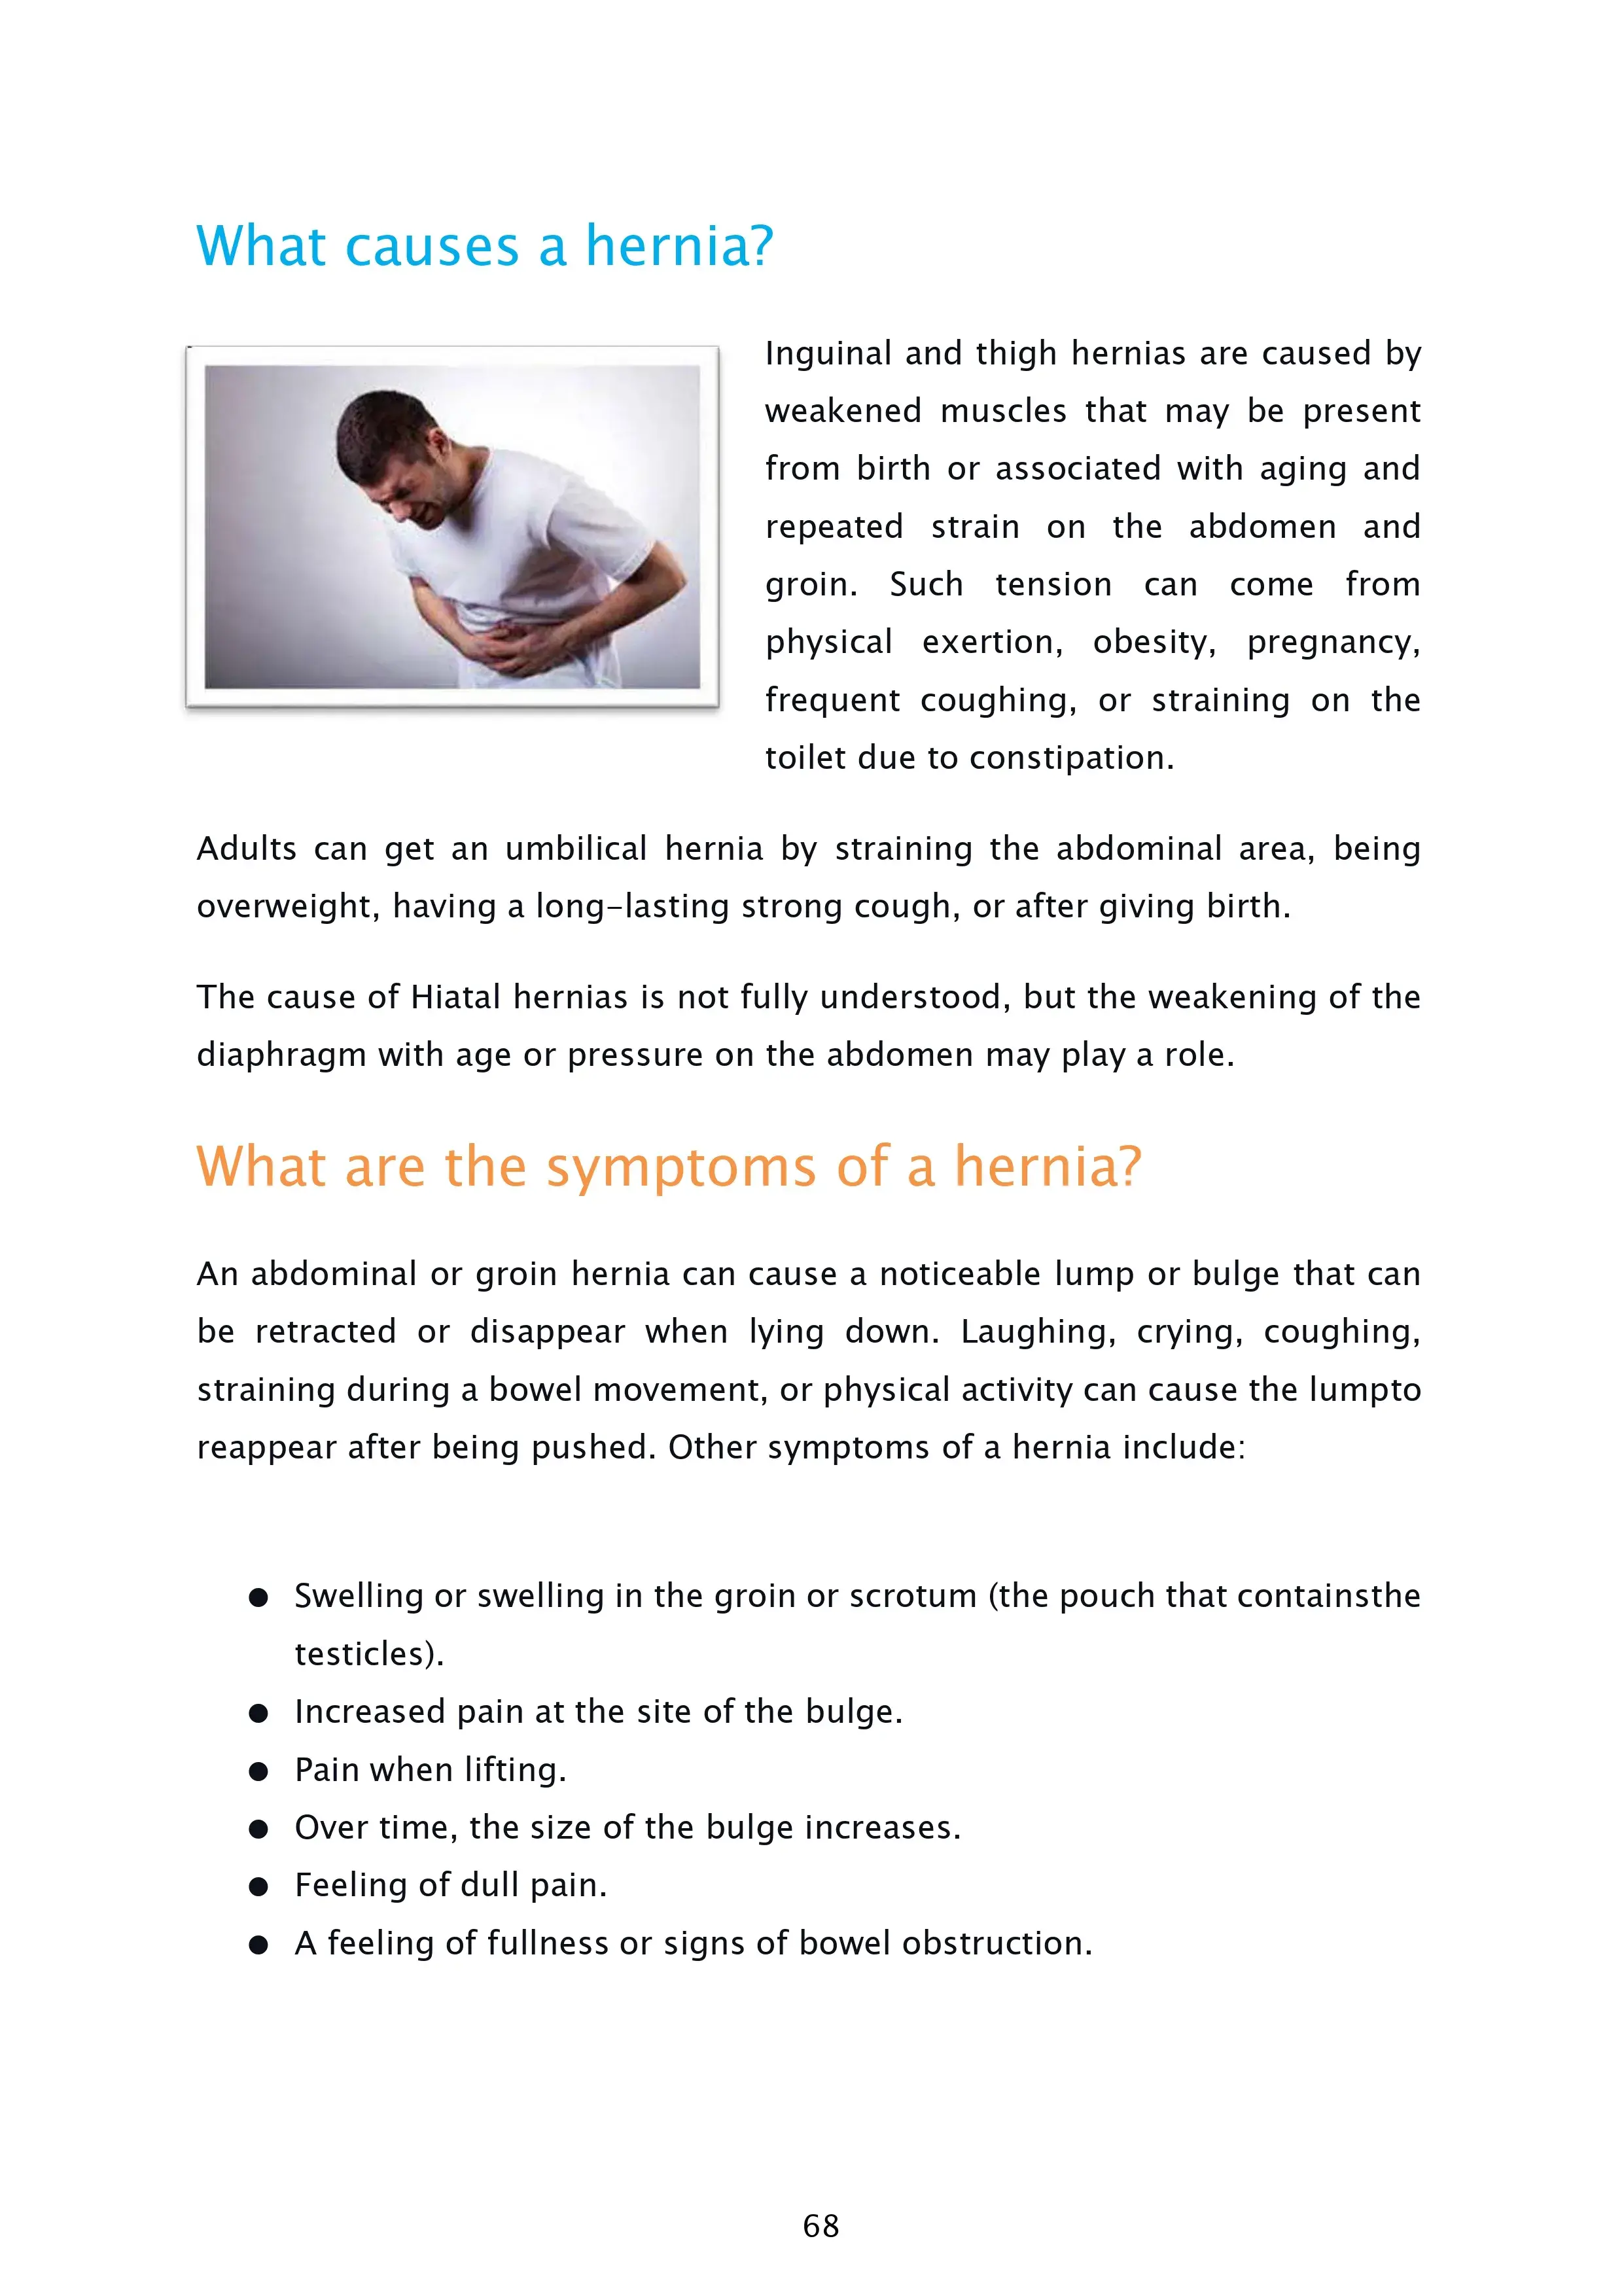 What causes a hernia?
Inguinal and thigh hernias are caused by
weakened muscles that may be present
from birth or associated with aging and
repeated strain on the abdomen and
groin. Such tension can come from
physical exertion, obesity, pregnancy,
frequent coughing, or straining on the
toilet due to constipation.
Adults can get an umbilical hernia by straining the abdominal area, being
overweight, having a long-lasting strong cough, or after giving birth.
The cause of Hiatal hernias is not fully understood, but the weakening of the
diaphragm with age or pressure on the abdomen may play a role.
What are the symptoms of a hernia?
An abdominal or groin hernia can cause a noticeable lump or bulge that can
be retracted or disappear when lying down. Laughing, crying, coughing,
straining during a bowel movement, or physical activity can cause the lumpto
reappear after being pushed. Other symptoms of a hernia include:
● Swelling or swelling in the groin or scrotum (the pouch that containsthe
testicles).
● Increased pain at the site of the bulge.
● Pain when lifting.
● Over time, the size of the bulge increases.
● Feeling of dull pain.
● A feeling of fullness or signs of bowel obstruction.
68